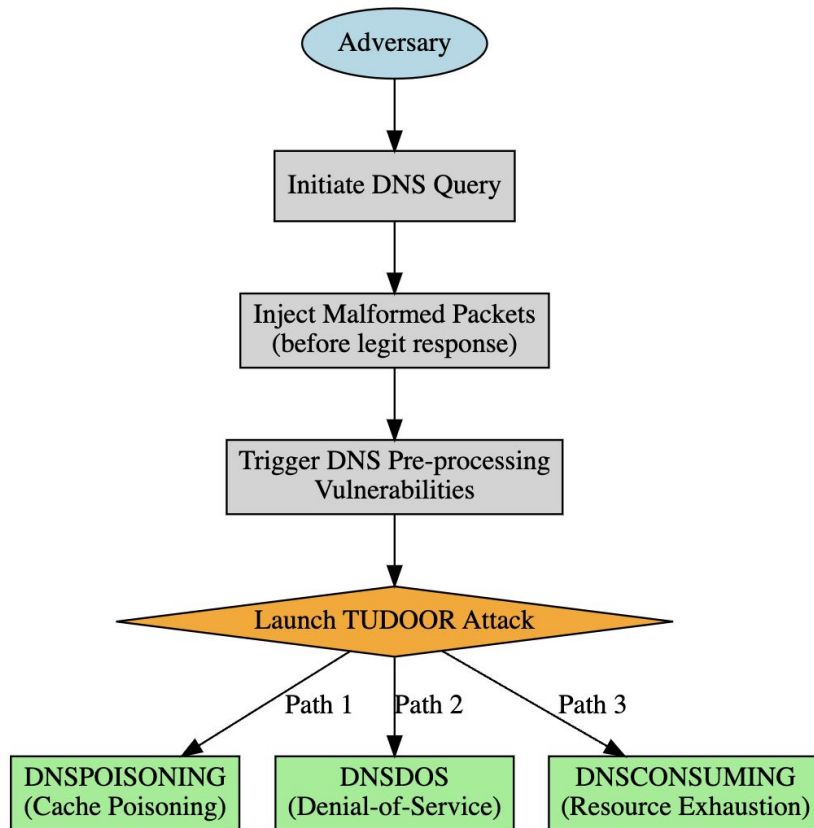 Adversary
Initiate DNS Query
Inject Malformed Packets
(before legit response)
Trigger DNS Pre-processing
Vulnerabilities
Launch TUDOOR Attack
Path 1
Path 2
Path 3
DNSPOISONING
(Cache Poisoning)
DNSDOS
(Denial-of-Service)
DNSCONSUMING
(Resource Exhaustion)